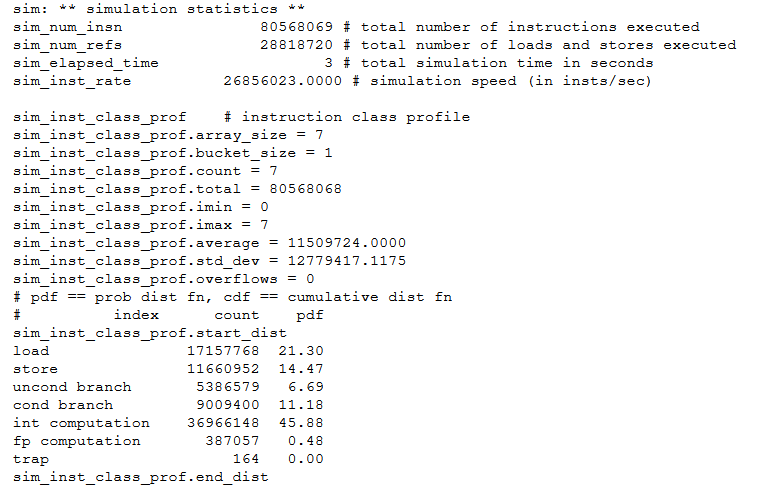 sim: ** simulation statistics **
sim_num_insn 80568069 # total number of instructions executed
sim_num_refs 28818720 # total number of loads and stores executed
sim_elapsed_time 3 # total simulation time in seconds
sim_inst_rate 26856023.0000 # simulation speed (in insts/sec)
sim_inst_class_prof # instruction class profile
sim_inst_class_prof.array_size = 7
sim_inst_class_prof.bucket_size = 1
sim_inst_class_prof.count = 7
sim_inst_class_prof.total = 80568068
sim_inst_class_prof.imin = 0
sim_inst_class_prof.imax = 7
sim_inst_class_prof.average = 11509724.0000
sim_inst_class_prof.std_dev = 12779417.1175
sim_inst_class_prof.overflows = 0
# pdf == prob dist fn, cdf == cumulative dist fn
# index count pdf
sim_inst_class_prof.start_dist
load 17157768 21.30
store 11660952 14.47
uncond branch 5386579 6.69
cond branch 9009400 11.18
int computation 36966148 45.88
fp computation 387057 0.48
trap 164 0.00
sim_inst_class_prof.end_dist